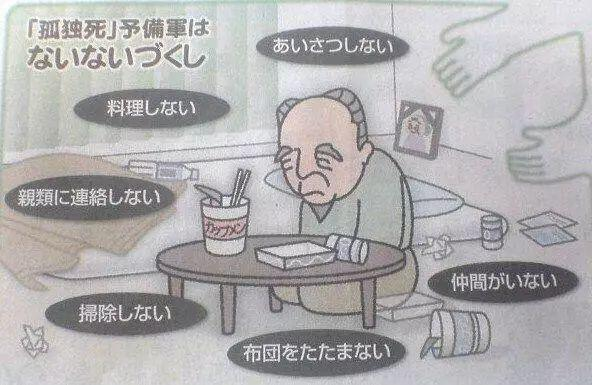 「孤独死」予備軍は
ないないづくし
あいさつしない
料理しない
親類に連絡しない
カップメン
仲間がいない
掃除しない
布団をたたまない